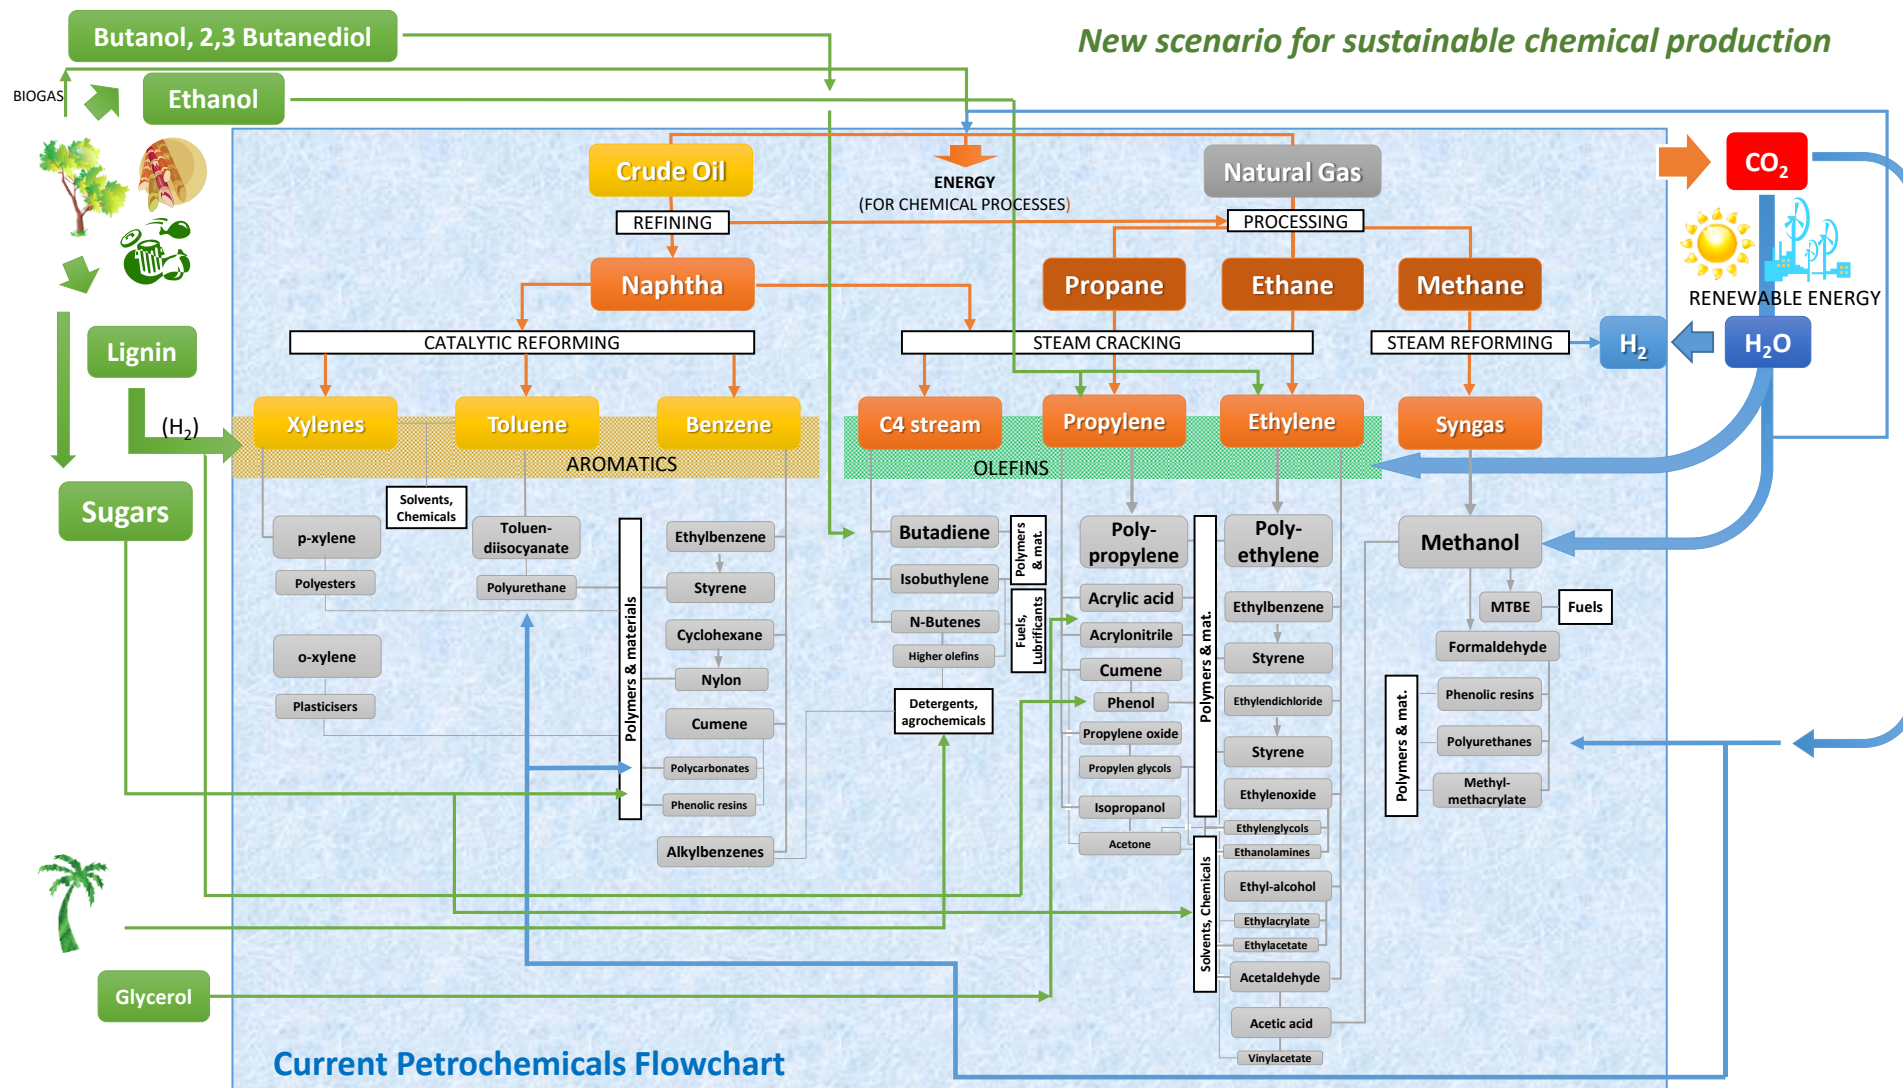 Butanol, 2,3 Butanediol
New scenario for sustainable chemical production
BIOGAS
Ethanol
Crude Oil
ENERGY
(FOR CHEMICAL PROCESSES)
Natural Gas
CO2
REFINING
PROCESSING
Naphtha
Propane
Ethane
Methane
RENEWABLE ENERGY
Lignin
CATALYTIC REFORMING
STEAM CRACKING
STEAM REFORMING
H2
H2O
(H2)
Xylenes
Toluene
Benzene
C4 stream
Propylene
Ethylene
Syngas
AROMATICS
OLEFINS
Sugars
Solvents,
Chemicals
p-xylene
Polyesters
o-xylene
Plasticisers
Toluen-
diisocyanate
Polyurethane
Polymers & materials
Ethylbenzene
Styrene
Cyclohexane
Nylon
Cumene
Polycarbonates
Phenolic resins
Alkylbenzenes
Butadiene
Isobuthylene
N-Butenes
Higher olefins
Polymers
& mat.
Fuels,
Lubrificants
Detergents,
agrochemicals
Poly-
propylene
Acrylic acid
Acrylonitrile
Cumene
Phenol
Propylene oxide
Propylen glycols
Isopropanol
Acetone
Polymers & mat.
Solvents, Chemicals
Poly-
ethylene
Ethylbenzene
Styrene
Ethylendichloride
Styrene
Ethylenoxide
Ethylenglycols
Ethanolamines
Ethyl-alcohol
Ethylacrylate
Ethylacetate
Acetaldehyde
Acetic acid
Vinylacetate
Methanol
MTBE
Fuels
Formaldehyde
Polymers & mat.
Phenolic resins
Polyurethanes
Methyl-
methacrylate
Glycerol
Current Petrochemicals Flowchart